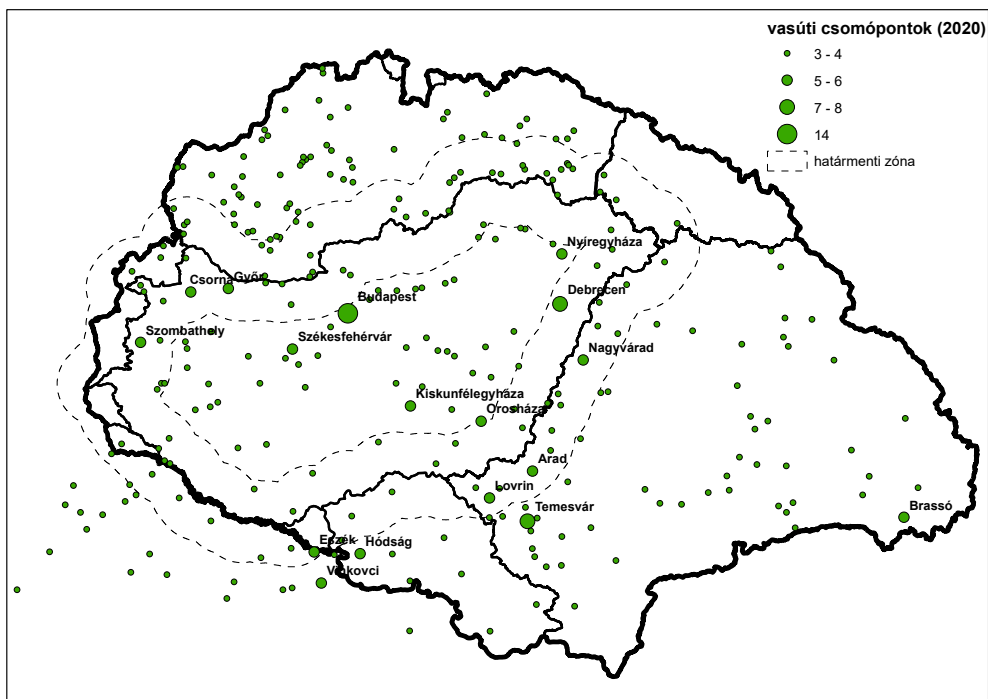 vasúti csomópontok (2020)
3 - 4
5 - 6
7 - 8
14
határmenti zóna
Nyíregyháza
Csorna
Győr
Debrecen
Budapest
Szombathely
Székesfehérvár
Nagyvárad
Kiskunfélegyháza
Orosháza
Arad
Lovrin
Temesvár
Brassó
Eszék
Hódság
Vinkovci